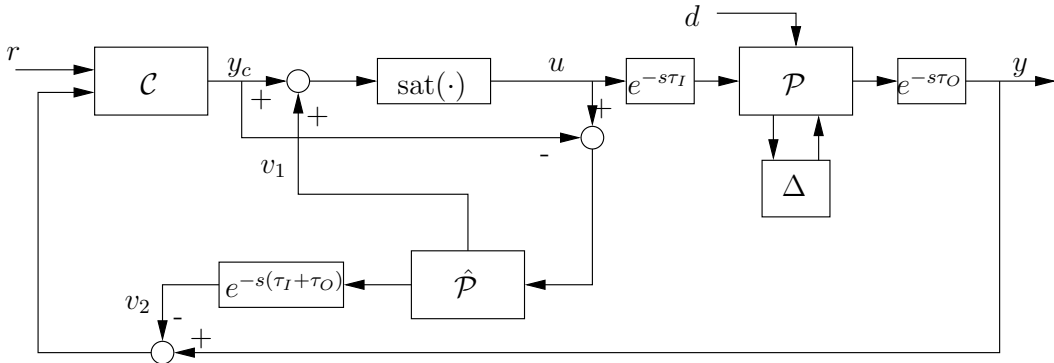 d
r
y_c
u
y
𝒞
sat(·)
e^{-sτ_I}
𝒫
e^{-sτ_O}
+
+
+
-
v_1
Δ
e^{-s(τ_I+τ_O)}
𝒫̂
v_2
-
+